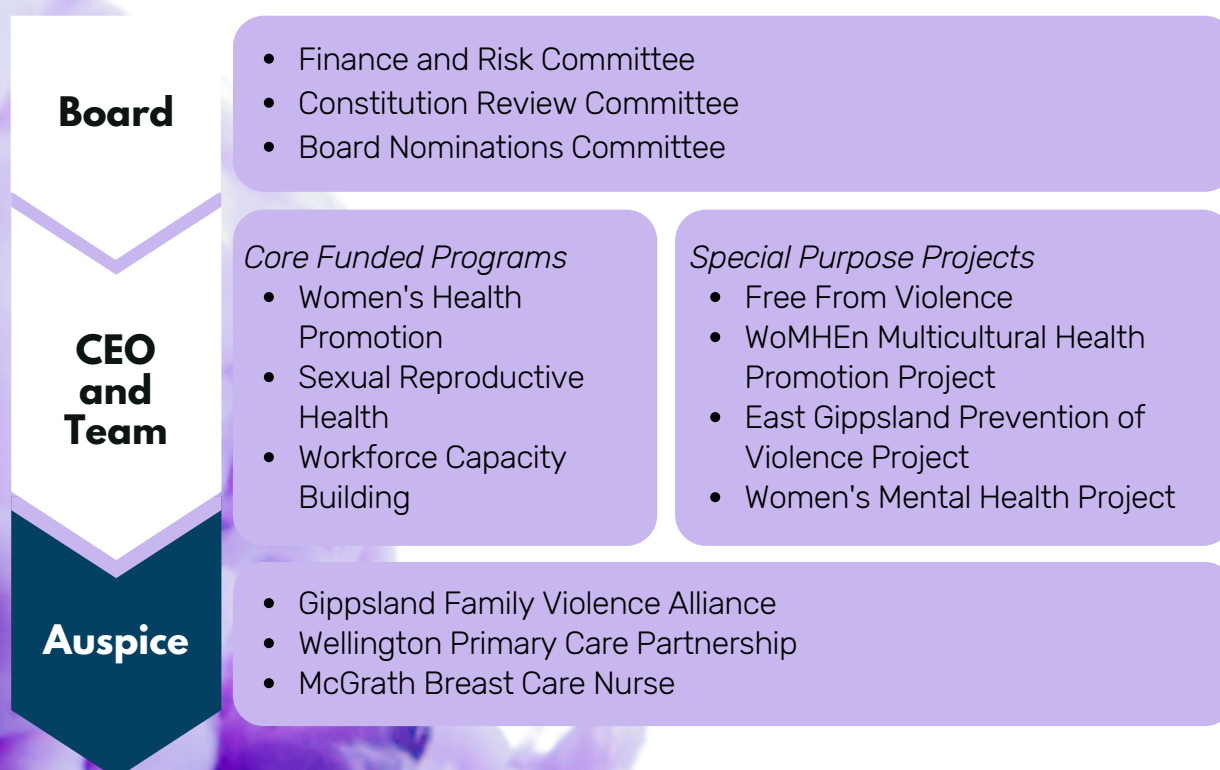 Board
• Finance and Risk Committee
• Constitution Review Committee
• Board Nominations Committee
CEO
and
Team
Core Funded Programs
• Women's Health
Promotion
• Sexual Reproductive
Health
• Workforce Capacity
Building
Special Purpose Projects
• Free From Violence
• WoMHEn Multicultural Health
Promotion Project
• East Gippsland Prevention of
Violence Project
• Women's Mental Health Project
Auspice
• Gippsland Family Violence Alliance
• Wellington Primary Care Partnership
• McGrath Breast Care Nurse